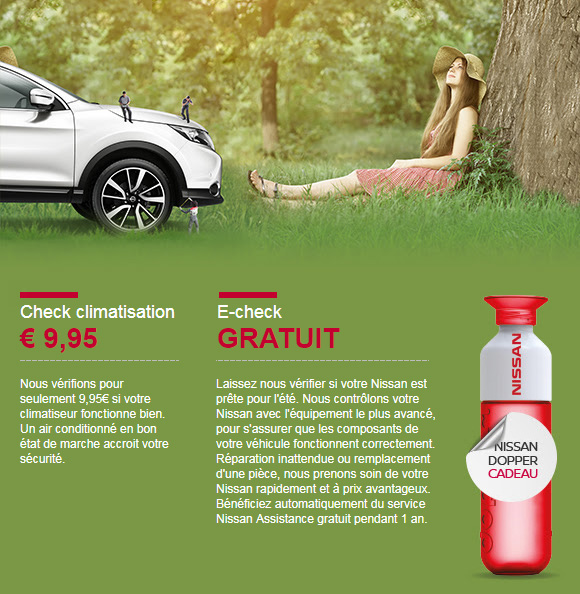 Check climatisation
€ 9,95
Nous vérifions pour
seulement 9,95€ si votre
climatiseur fonctionne bien.
Un air conditionné en bon
état de marche accroit votre
sécurité.
E-check
GRATUIT
Laissez nous vérifier si votre Nissan est
prête pour l'été. Nous contrôlons votre
Nissan avec l'équipement le plus avancé,
pour s'assurer que les composants de
votre véhicule fonctionnent correctement.
Réparation inattendue ou remplacement
d'une pièce, nous prenons soin de votre
Nissan rapidement et à prix avantageux.
Bénéficiez automatiquement du service
Nissan Assistance gratuit pendant 1 an.
NISSAN
NISSAN
DOPPER
CADEAU